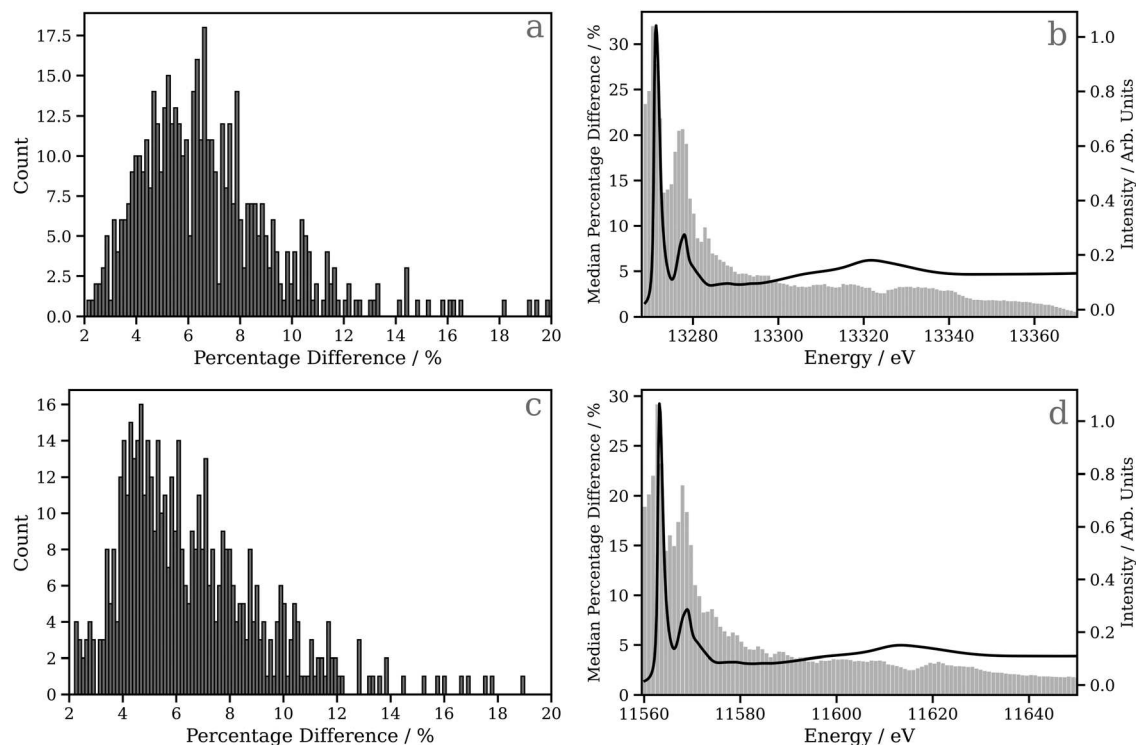 a
17.5
15.0
12.5
10.0
7.5
5.0
2.5
0.0
Count
2 4 6 8 10 12 14 16 18 20
Percentage Difference / %
b
30
25
20
15
10
5
0
Median Percentage Difference / %
1.0
0.8
0.6
0.4
0.2
0.0
Intensity / Arb. Units
13280 13300 13320 13340 13360
Energy / eV
c
16
14
12
10
8
6
4
2
0
Count
2 4 6 8 10 12 14 16 18 20
Percentage Difference / %
d
30
25
20
15
10
5
0
Median Percentage Difference / %
1.0
0.8
0.6
0.4
0.2
0.0
Intensity / Arb. Units
11560 11580 11600 11620 11640
Energy / eV